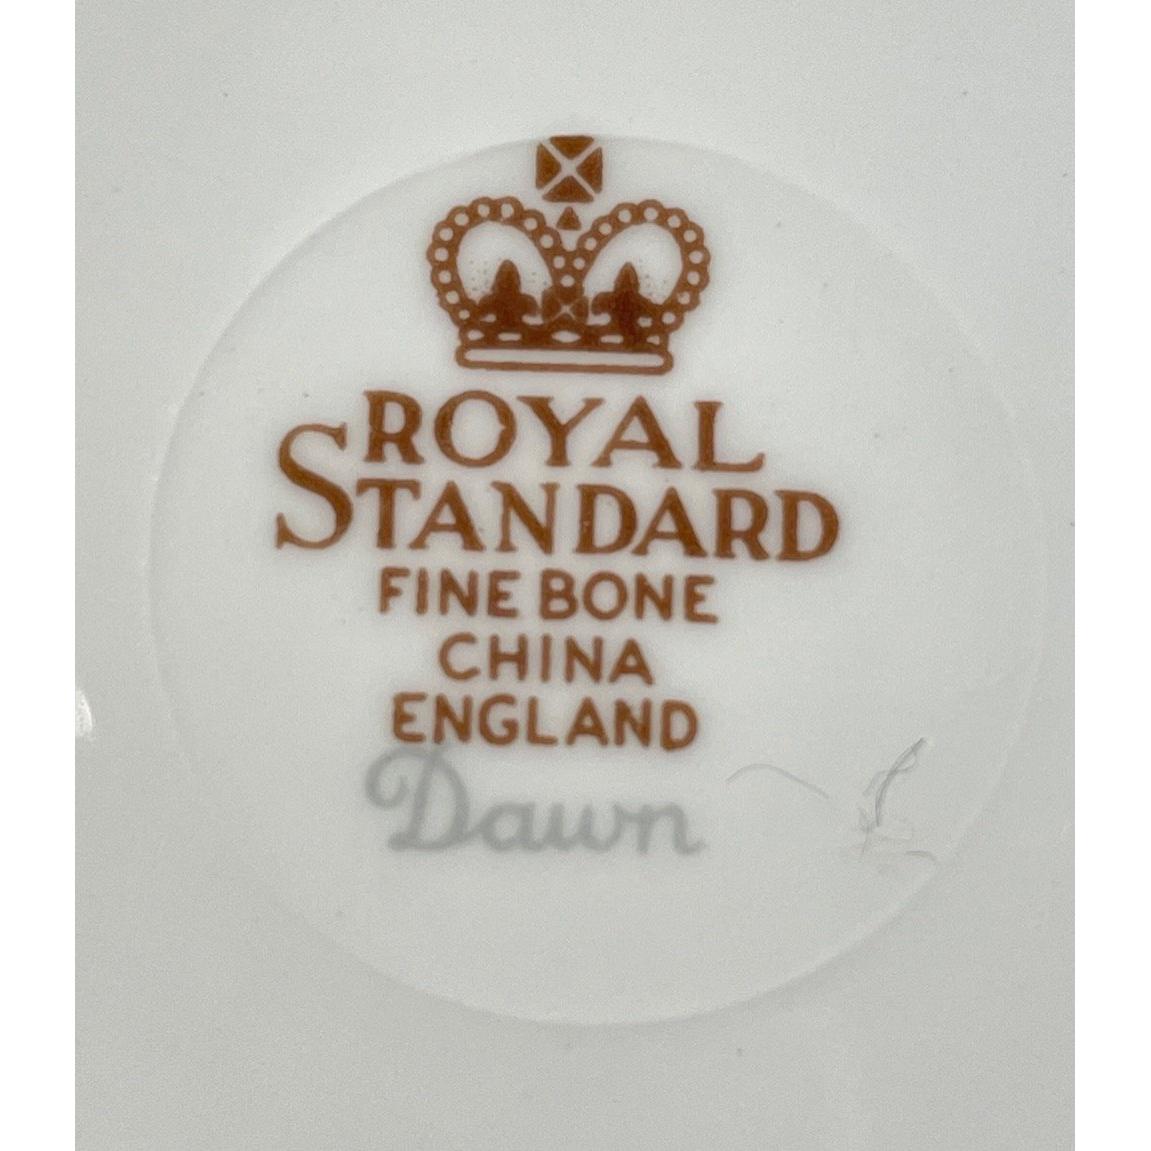 ROYAL
STANDARD
FINE BONE
CHINA
ENGLAND
Dawn